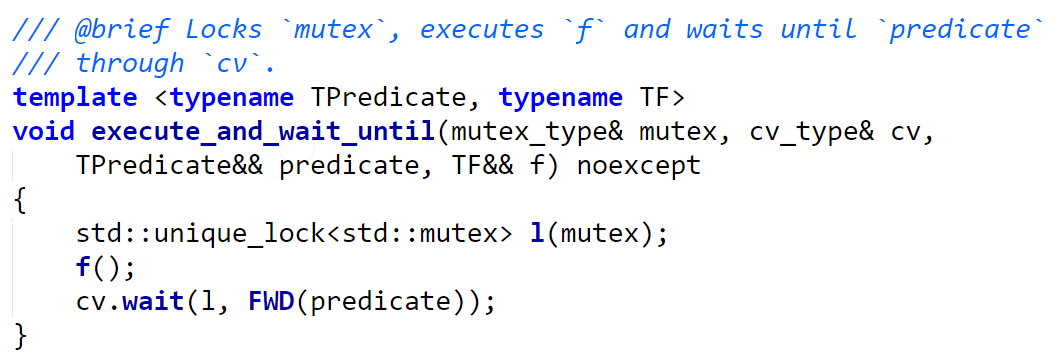 /// @brief Locks `mutex`, executes `f` and waits until `predicate`
/// through `cv`.
template <typename TPredicate, typename TF>
void execute_and_wait_until(mutex_type& mutex, cv_type& cv,
    TPredicate&& predicate, TF&& f) noexcept
{
    std::unique_lock<std::mutex> l(mutex);
    f();
    cv.wait(l, FWD(predicate));
}